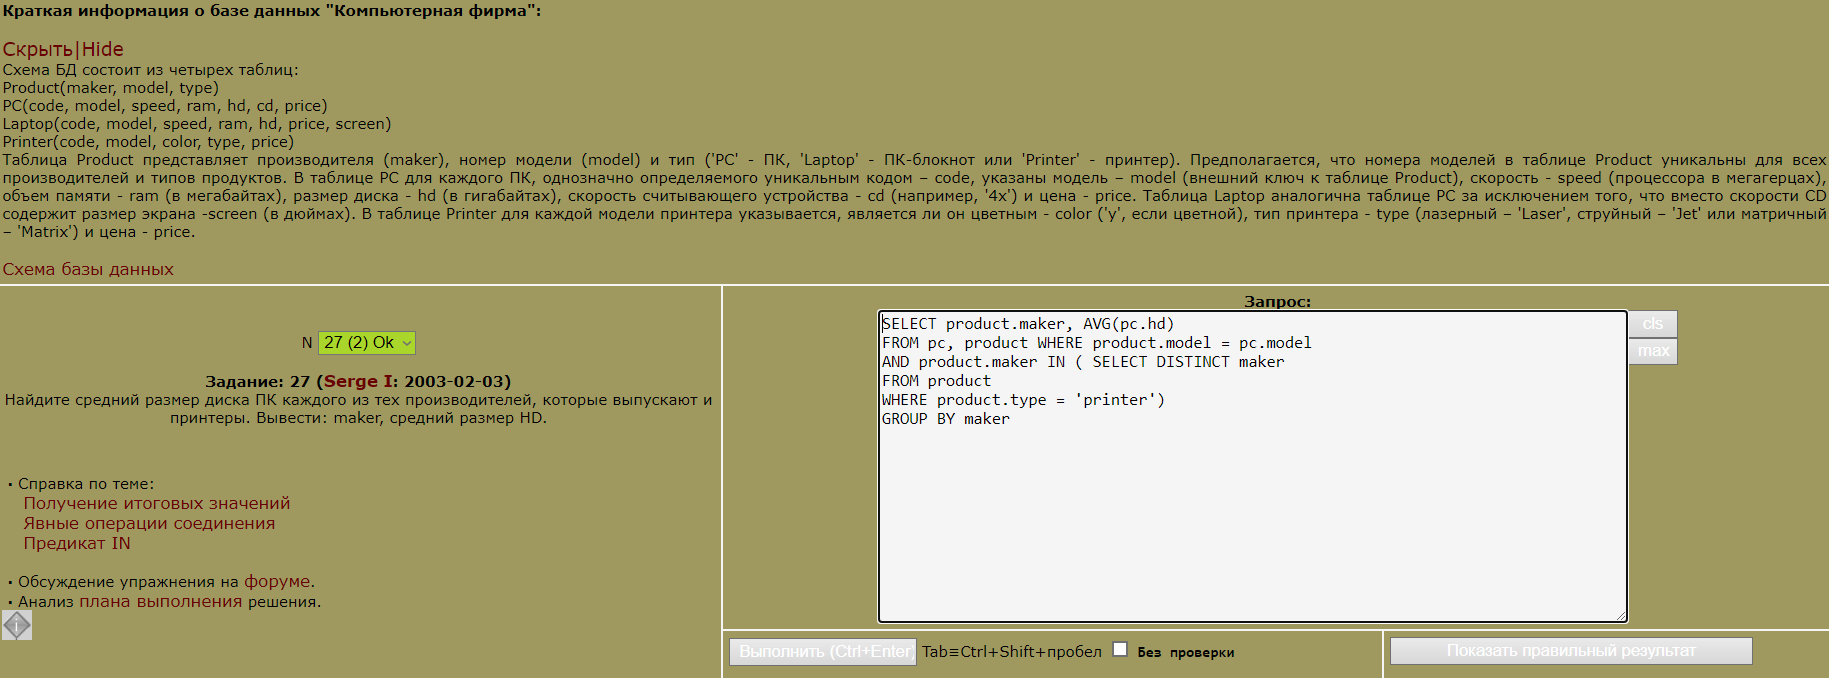 Краткая информация о базе данных "Компьютерная фирма":
Скрыть|Hide
Схема БД состоит из четырех таблиц:
Product(maker, model, type)
PC(code, model, speed, ram, hd, cd, price)
Laptop(code, model, speed, ram, hd, price, screen)
Printer(code, model, color, type, price)
Таблица Product представляет производителя (maker), номер модели (model) и тип ('PC' - ПК, 'Laptop' - ПК-блокнот или 'Printer' - принтер). Предполагается, что номера моделей в таблице Product уникальны для всех
производителей и типов продуктов. В таблице PC для каждого ПК, однозначно определяемого уникальным кодом – code, указаны модель – model (внешний ключ к таблице Product), скорость - speed (процессора в мегагерцах),
объем памяти - ram (в мегабайтах), размер диска - hd (в гигабайтах), скорость считывающего устройства - cd (например, '4x') и цена - price. Таблица Laptop аналогична таблице РС за исключением того, что вместо скорости CD
содержит размер экрана -screen (в дюймах). В таблице Printer для каждой модели принтера указывается, является ли он цветным - color ('y', если цветной), тип принтера - type (лазерный – 'Laser', струйный – 'Jet' или матричный
– 'Matrix') и цена - price.
Схема базы данных
N 27 (2) Ok
Задание: 27 (Serge I: 2003-02-03)
Найдите средний размер диска ПК каждого из тех производителей, которые выпускают и
принтеры. Вывести: maker, средний размер HD.
· Справка по теме:
Получение итоговых значений
Явные операции соединения
Предикат IN
· Обсуждение упражнения на форуме.
· Анализ плана выполнения решения.
i
Запрос:
SELECT product.maker, AVG(pc.hd)
FROM pc, product WHERE product.model = pc.model
AND product.maker IN ( SELECT DISTINCT maker
FROM product
WHERE product.type = 'printer')
GROUP BY maker
cls
max
Выполнить (Ctrl+Enter) Tab≡Ctrl+Shift+пробел Без проверки
Показать правильный результат